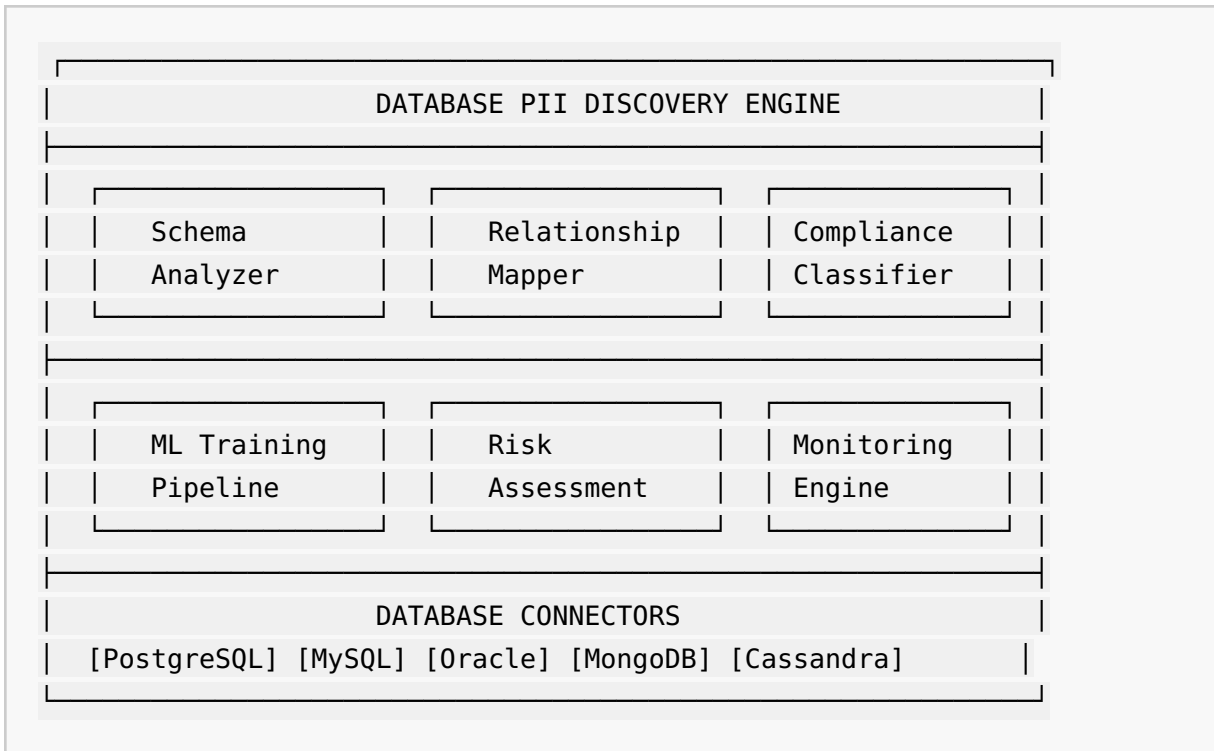 DATABASE PII DISCOVERY ENGINE
Schema Relationship Compliance
Analyzer Mapper Classifier
ML Training Risk Monitoring
Pipeline Assessment Engine
DATABASE CONNECTORS
[PostgreSQL] [MySQL] [Oracle] [MongoDB] [Cassandra]